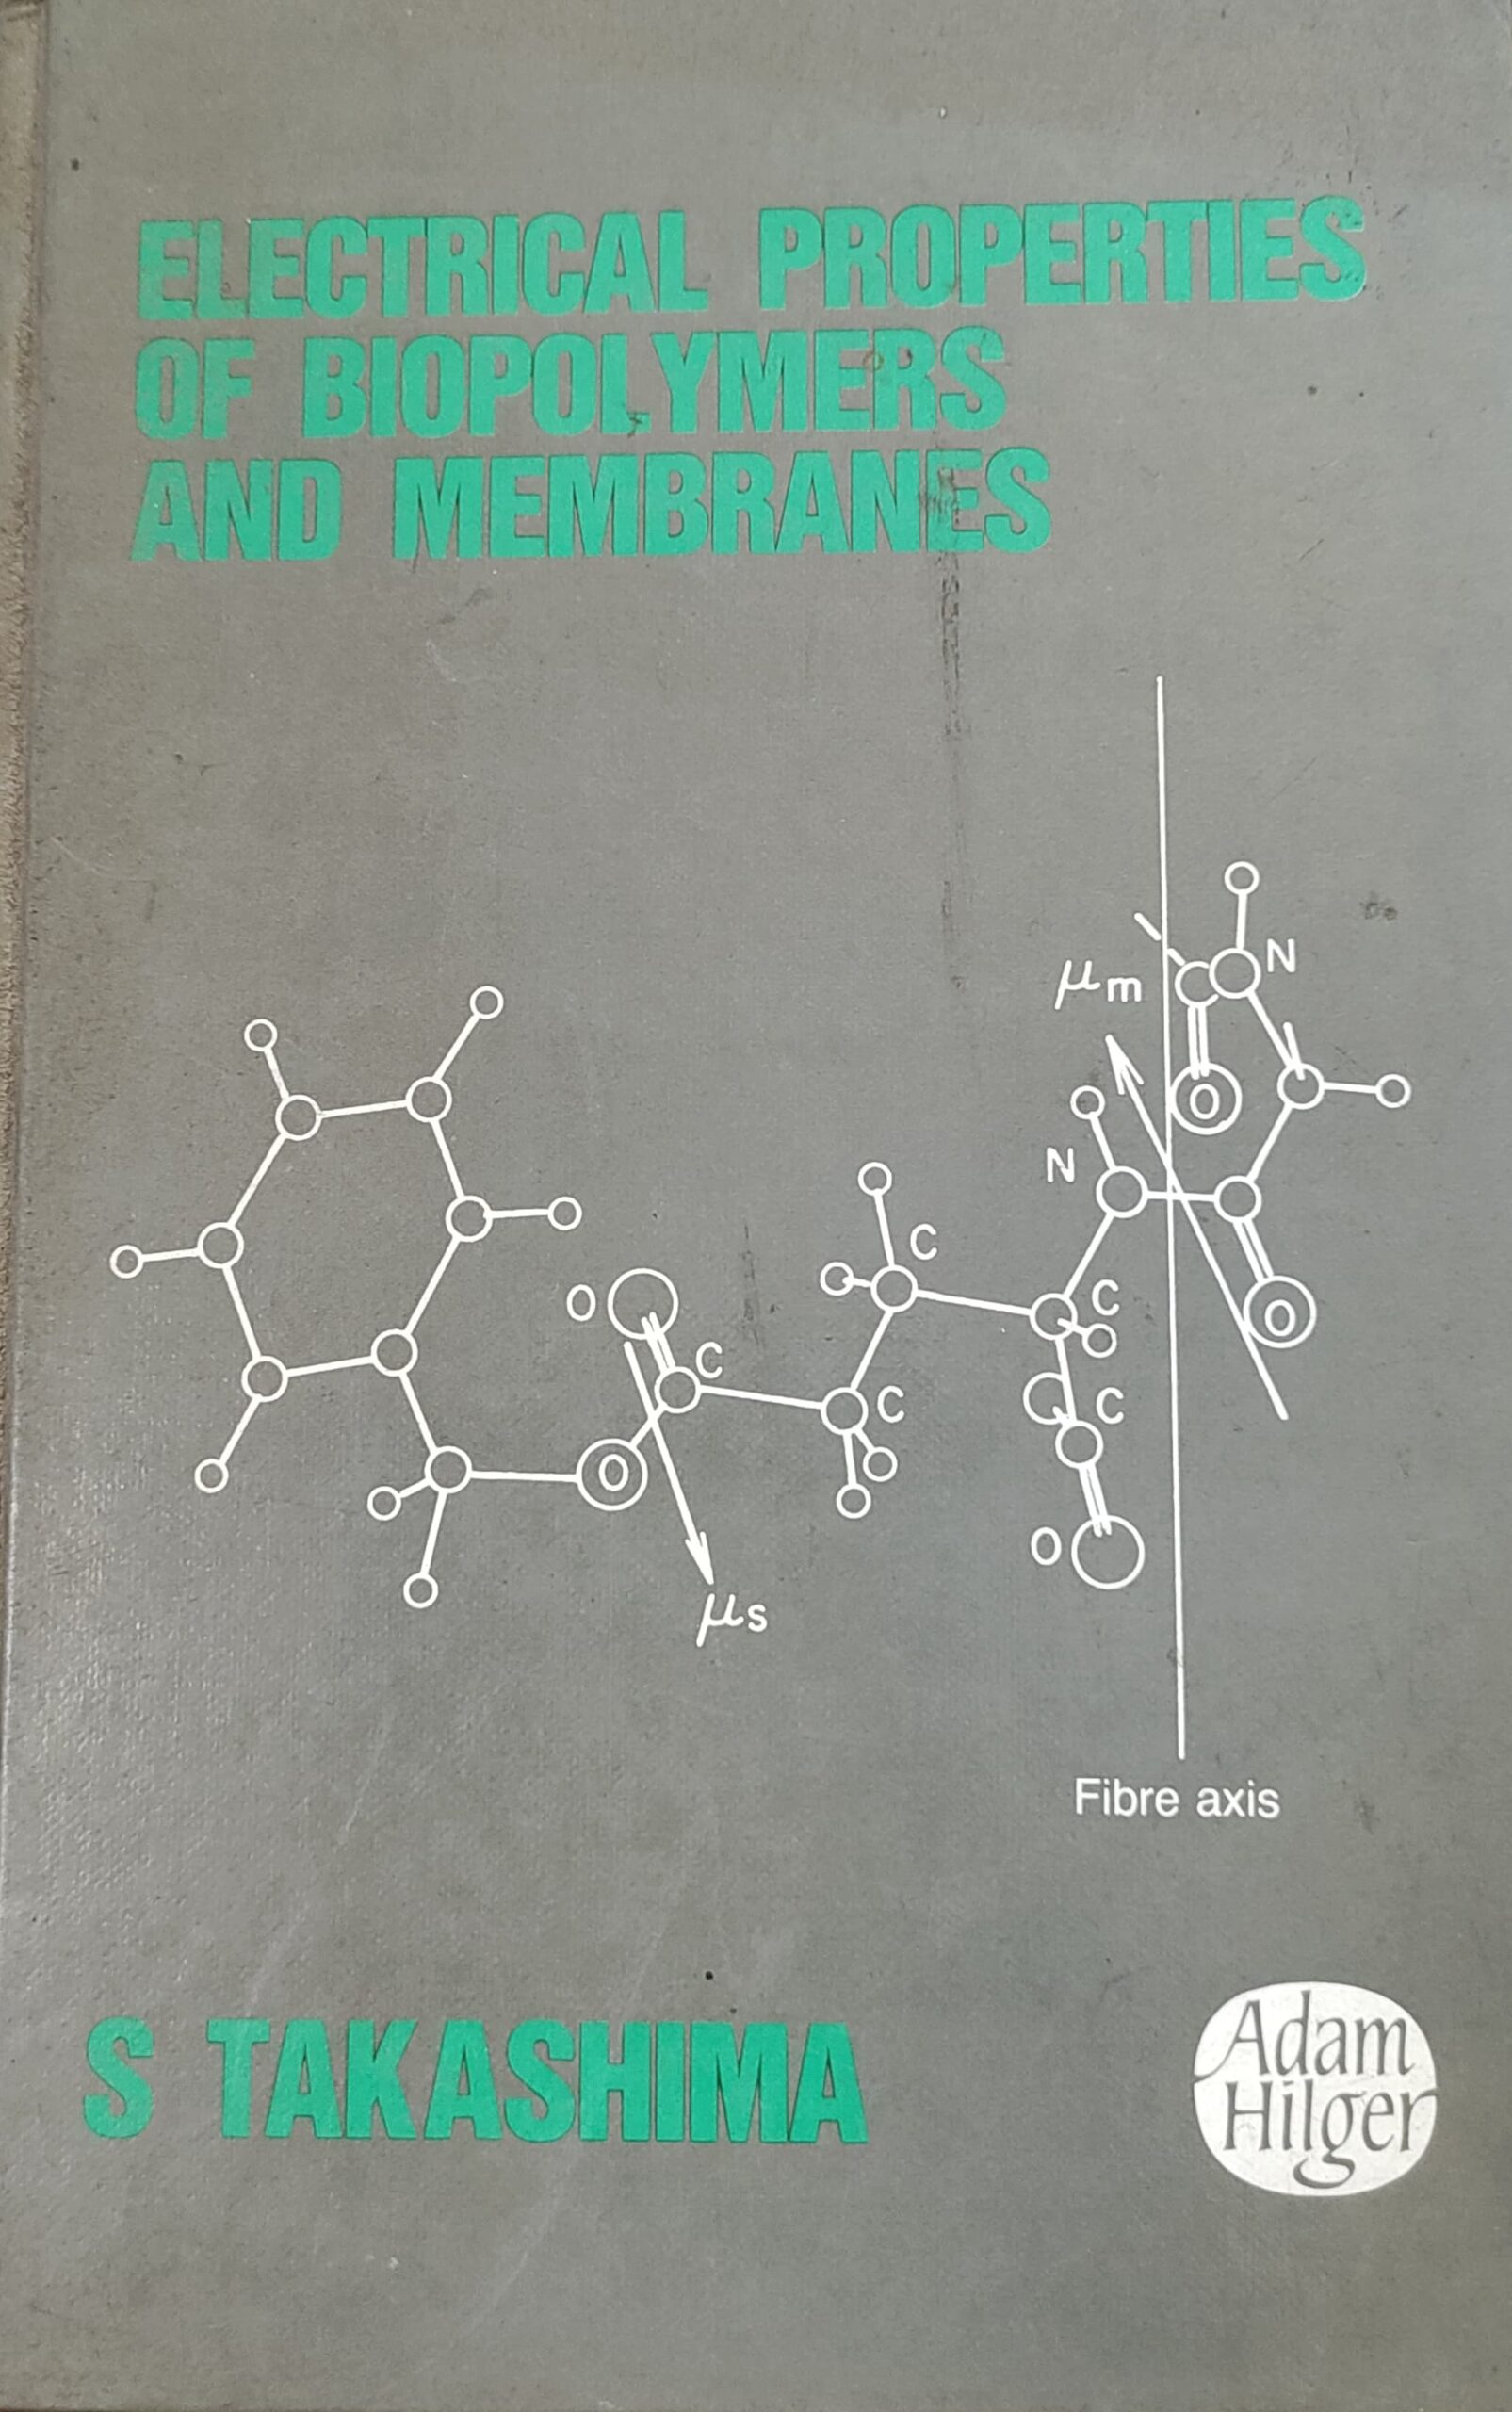 ELECTRICAL PROPERTIES
OF BIOPOLYMERS
AND MEMBRANES
N
μm
O
N
C
O
C
O
C
O
C
C
O
O
μs
Fibre axis
S TAKASHIMA
Adam
Hilger